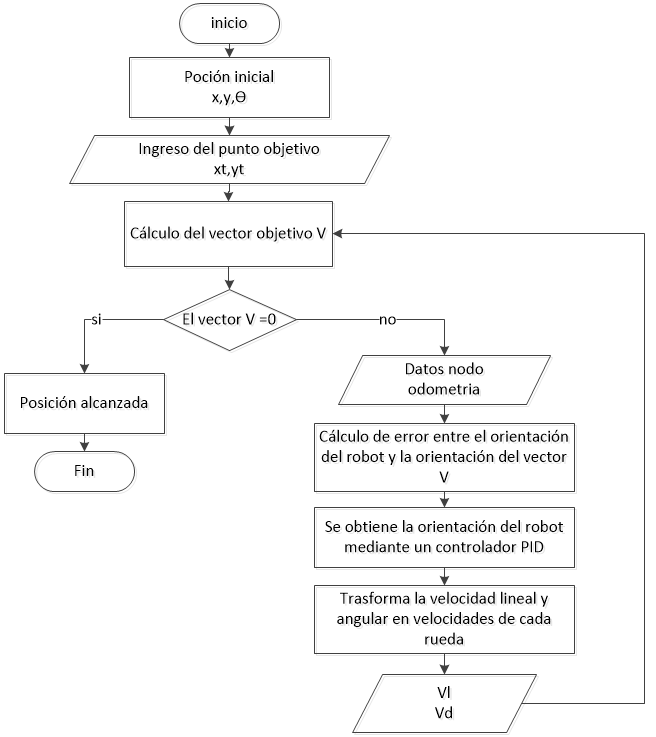 inicio
Poción inicial
x,y,ϴ
Ingreso del punto objetivo
xt,yt
Cálculo del vector objetivo V
El vector V =0
si
no
Posición alcanzada
Fin
Datos nodo
odometria
Cálculo de error entre el orientación
del robot y la orientación del vector
V
Se obtiene la orientación del robot
mediante un controlador PID
Trasforma la velocidad lineal y
angular en velocidades de cada
rueda
Vl
Vd